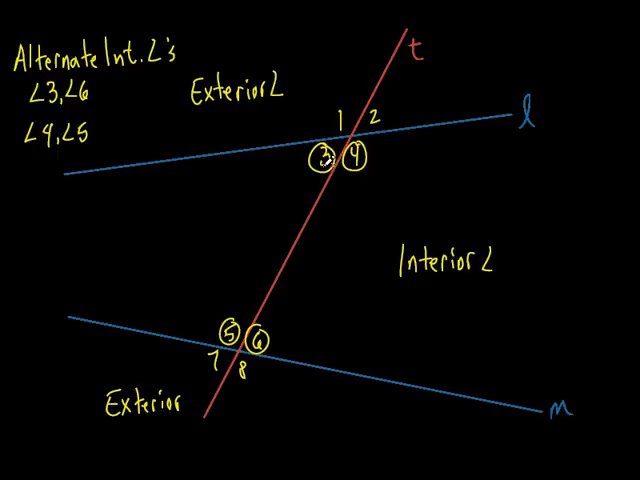 Alternate Int. ∠'s
∠3,∠6
∠4,∠5
Exterior∠
t
l
1 2
3 4
Interior∠
5 6
7 8
Exterior
m